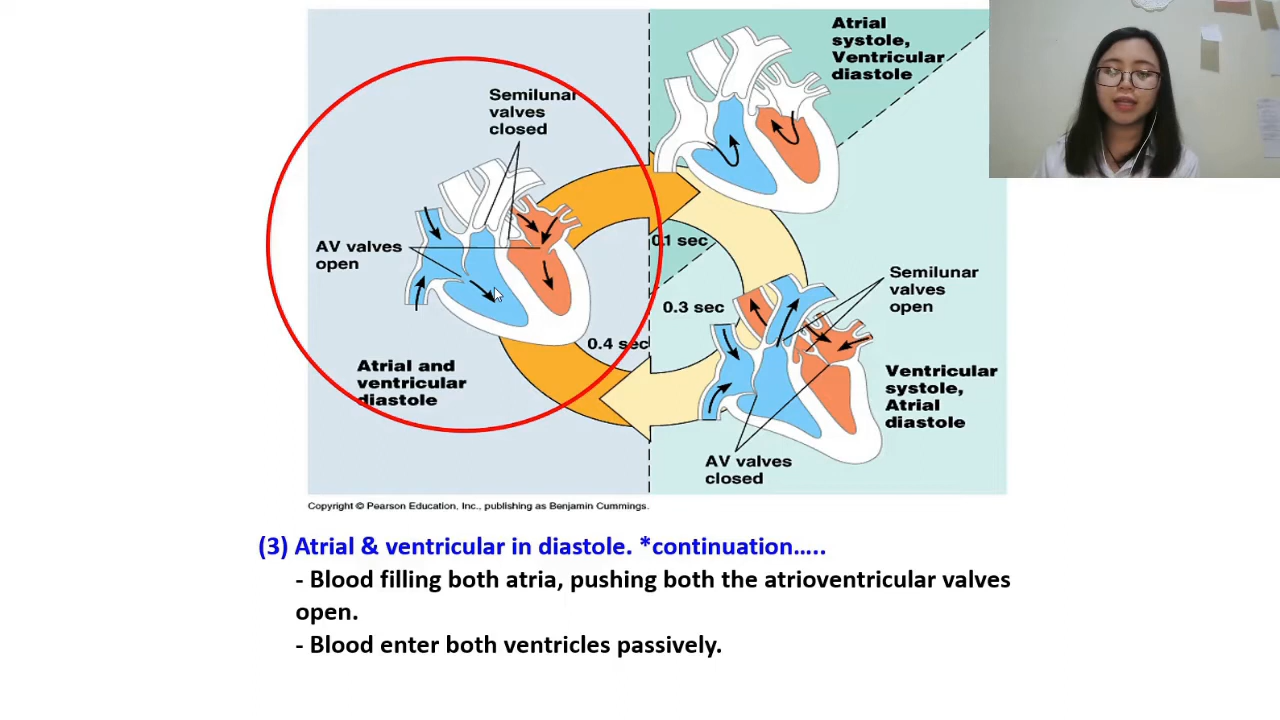 Atrial
systole,
Ventricular
diastole
Semilunar
valves
closed
AV valves
open
0.1 sec
0.3 sec
0.4 sec
Semilunar
valves
open
Atrial and
ventricular
diastole
Ventricular
systole,
Atrial
diastole
AV valves
closed
Copyright © Pearson Education, Inc., publishing as Benjamin Cummings.
(3) Atrial & ventricular in diastole. *continuation…..
- Blood filling both atria, pushing both the atrioventricular valves
open.
- Blood enter both ventricles passively.